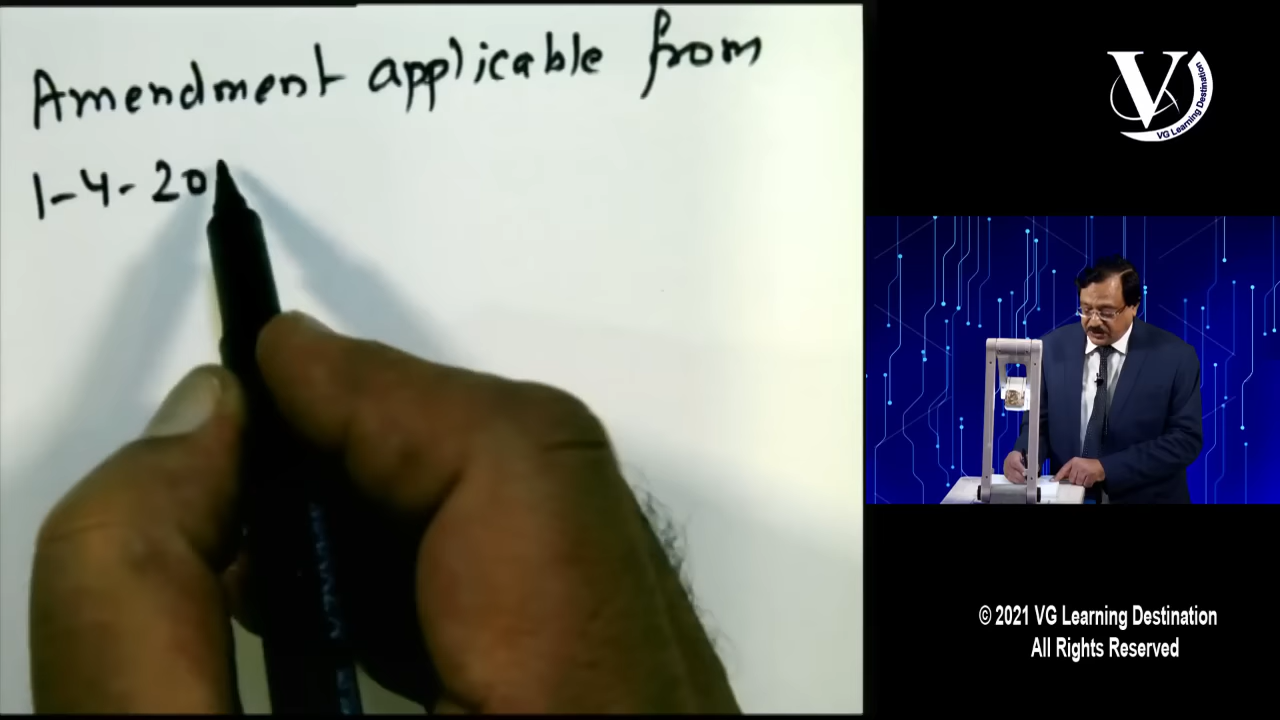 Amendment applicable from
1-4-20
V
VG Learning Destination
© 2021 VG Learning Destination
All Rights Reserved